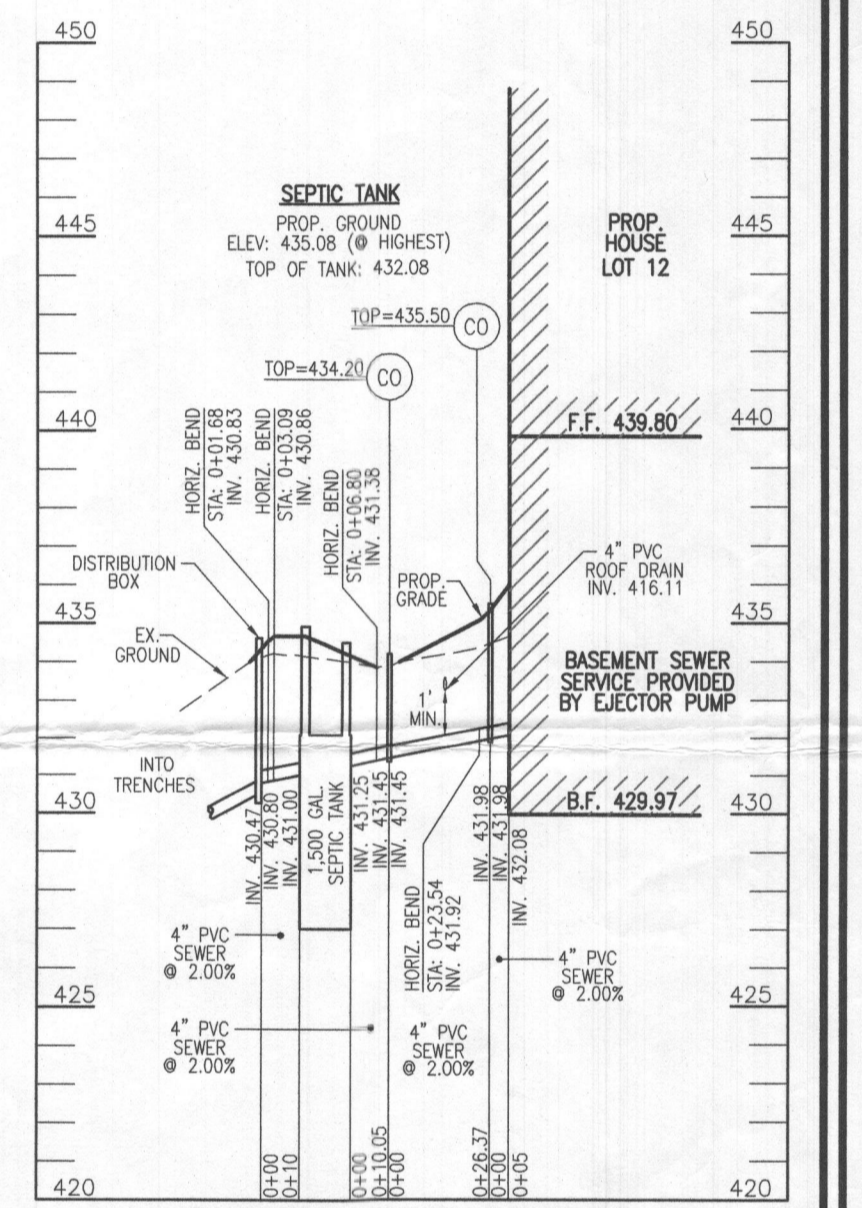 450
450
SEPTIC TANK
PROP. GROUND
ELEV: 435.08 (@ HIGHEST)
TOP OF TANK: 432.08
445
445
PROP.
HOUSE
LOT 12
TOP=435.50
CO
TOP=434.20
CO
440
440
F.F. 439.80
HORIZ. BEND
STA: 0+01.68
INV. 430.83
HORIZ. BEND
STA: 0+03.09
INV. 430.86
HORIZ. BEND
STA: 0+06.80
INV. 431.38
DISTRIBUTION
BOX
PROP.
GRADE
4" PVC
ROOF DRAIN
INV. 416.11
435
435
EX.
GROUND
1'
MIN.
BASEMENT SEWER
SERVICE PROVIDED
BY EJECTOR PUMP
INTO
TRENCHES
430
430
B.F. 429.97
INV. 430.47
INV. 430.80
INV. 431.00
1,500 GAL.
SEPTIC TANK
INV. 431.25
INV. 431.45
INV. 431.45
HORIZ. BEND
STA: 0+23.54
INV. 431.92
INV. 431.98
INV. 431.98
INV. 432.08
4" PVC
SEWER
@ 2.00%
4" PVC
SEWER
@ 2.00%
4" PVC
SEWER
@ 2.00%
4" PVC
SEWER
@ 2.00%
425
425
0+00
0+10
0+00
0+10.05
0+00
0+26.37
0+00
0+05
420
420